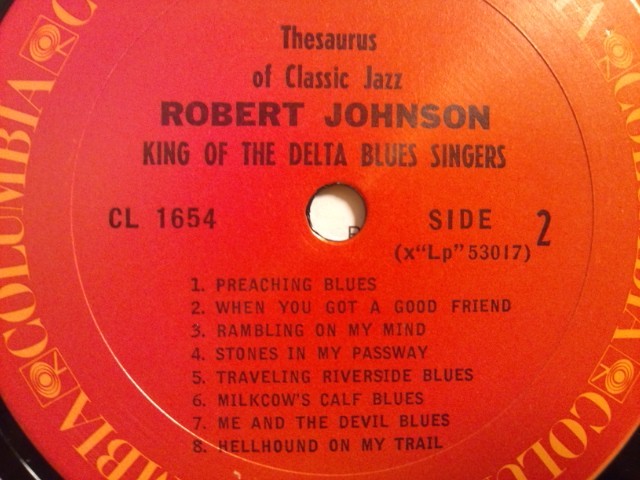 Thesaurus
of Classic Jazz
ROBERT JOHNSON
KING OF THE DELTA BLUES SINGERS
CL 1654
SIDE 2
(x"Lp" 53017)
1. PREACHING BLUES
2. WHEN YOU GOT A GOOD FRIEND
3. RAMBLING ON MY MIND
4. STONES IN MY PASSWAY
5. TRAVELING RIVERSIDE BLUES
6. MILKCOW'S CALF BLUES
7. ME AND THE DEVIL BLUES
8. HELLHOUND ON MY TRAIL
COLUMBIA